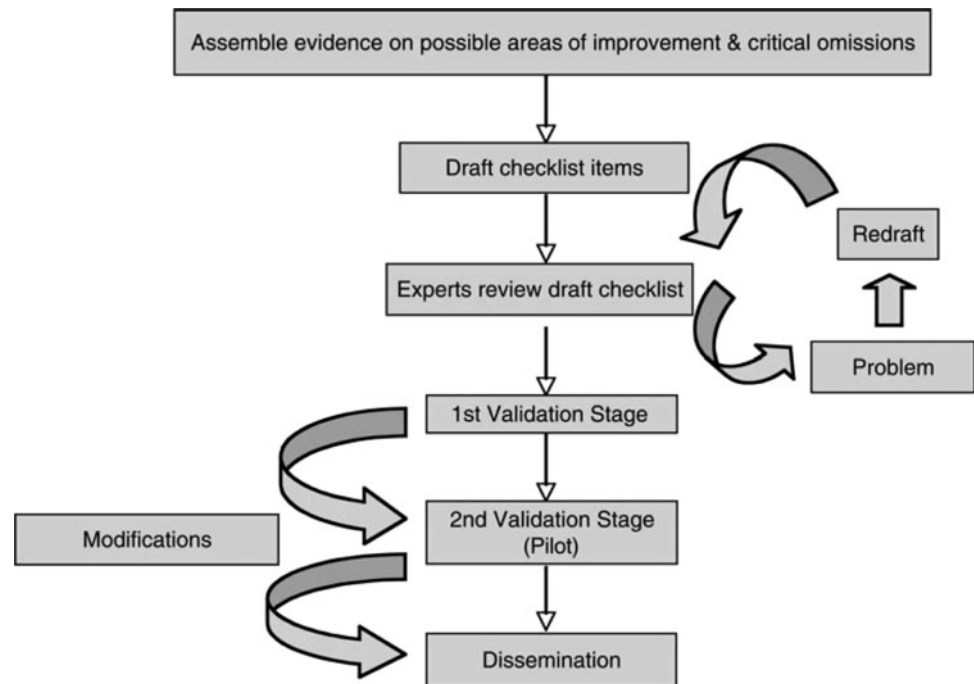 Assemble evidence on possible areas of improvement & critical omissions
Draft checklist items
Redraft
Experts review draft checklist
Problem
1st Validation Stage
2nd Validation Stage
(Pilot)
Modifications
Dissemination